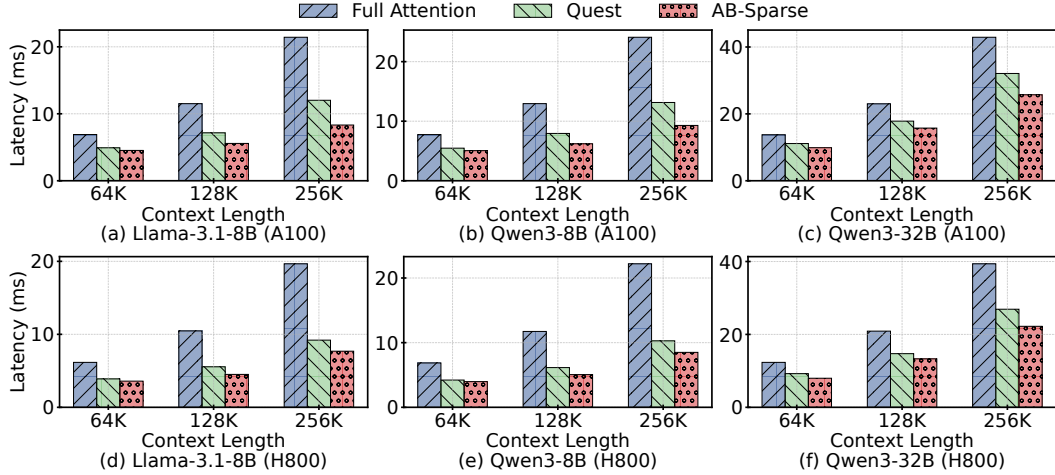 Full Attention Quest AB-Sparse
Latency (ms)
20
10
0
64K 128K 256K
Context Length
(a) Llama-3.1-8B (A100)
20
10
0
64K 128K 256K
Context Length
(b) Qwen3-8B (A100)
40
20
0
64K 128K 256K
Context Length
(c) Qwen3-32B (A100)
Latency (ms)
20
10
0
64K 128K 256K
Context Length
(d) Llama-3.1-8B (H800)
20
10
0
64K 128K 256K
Context Length
(e) Qwen3-8B (H800)
40
20
0
64K 128K 256K
Context Length
(f) Qwen3-32B (H800)